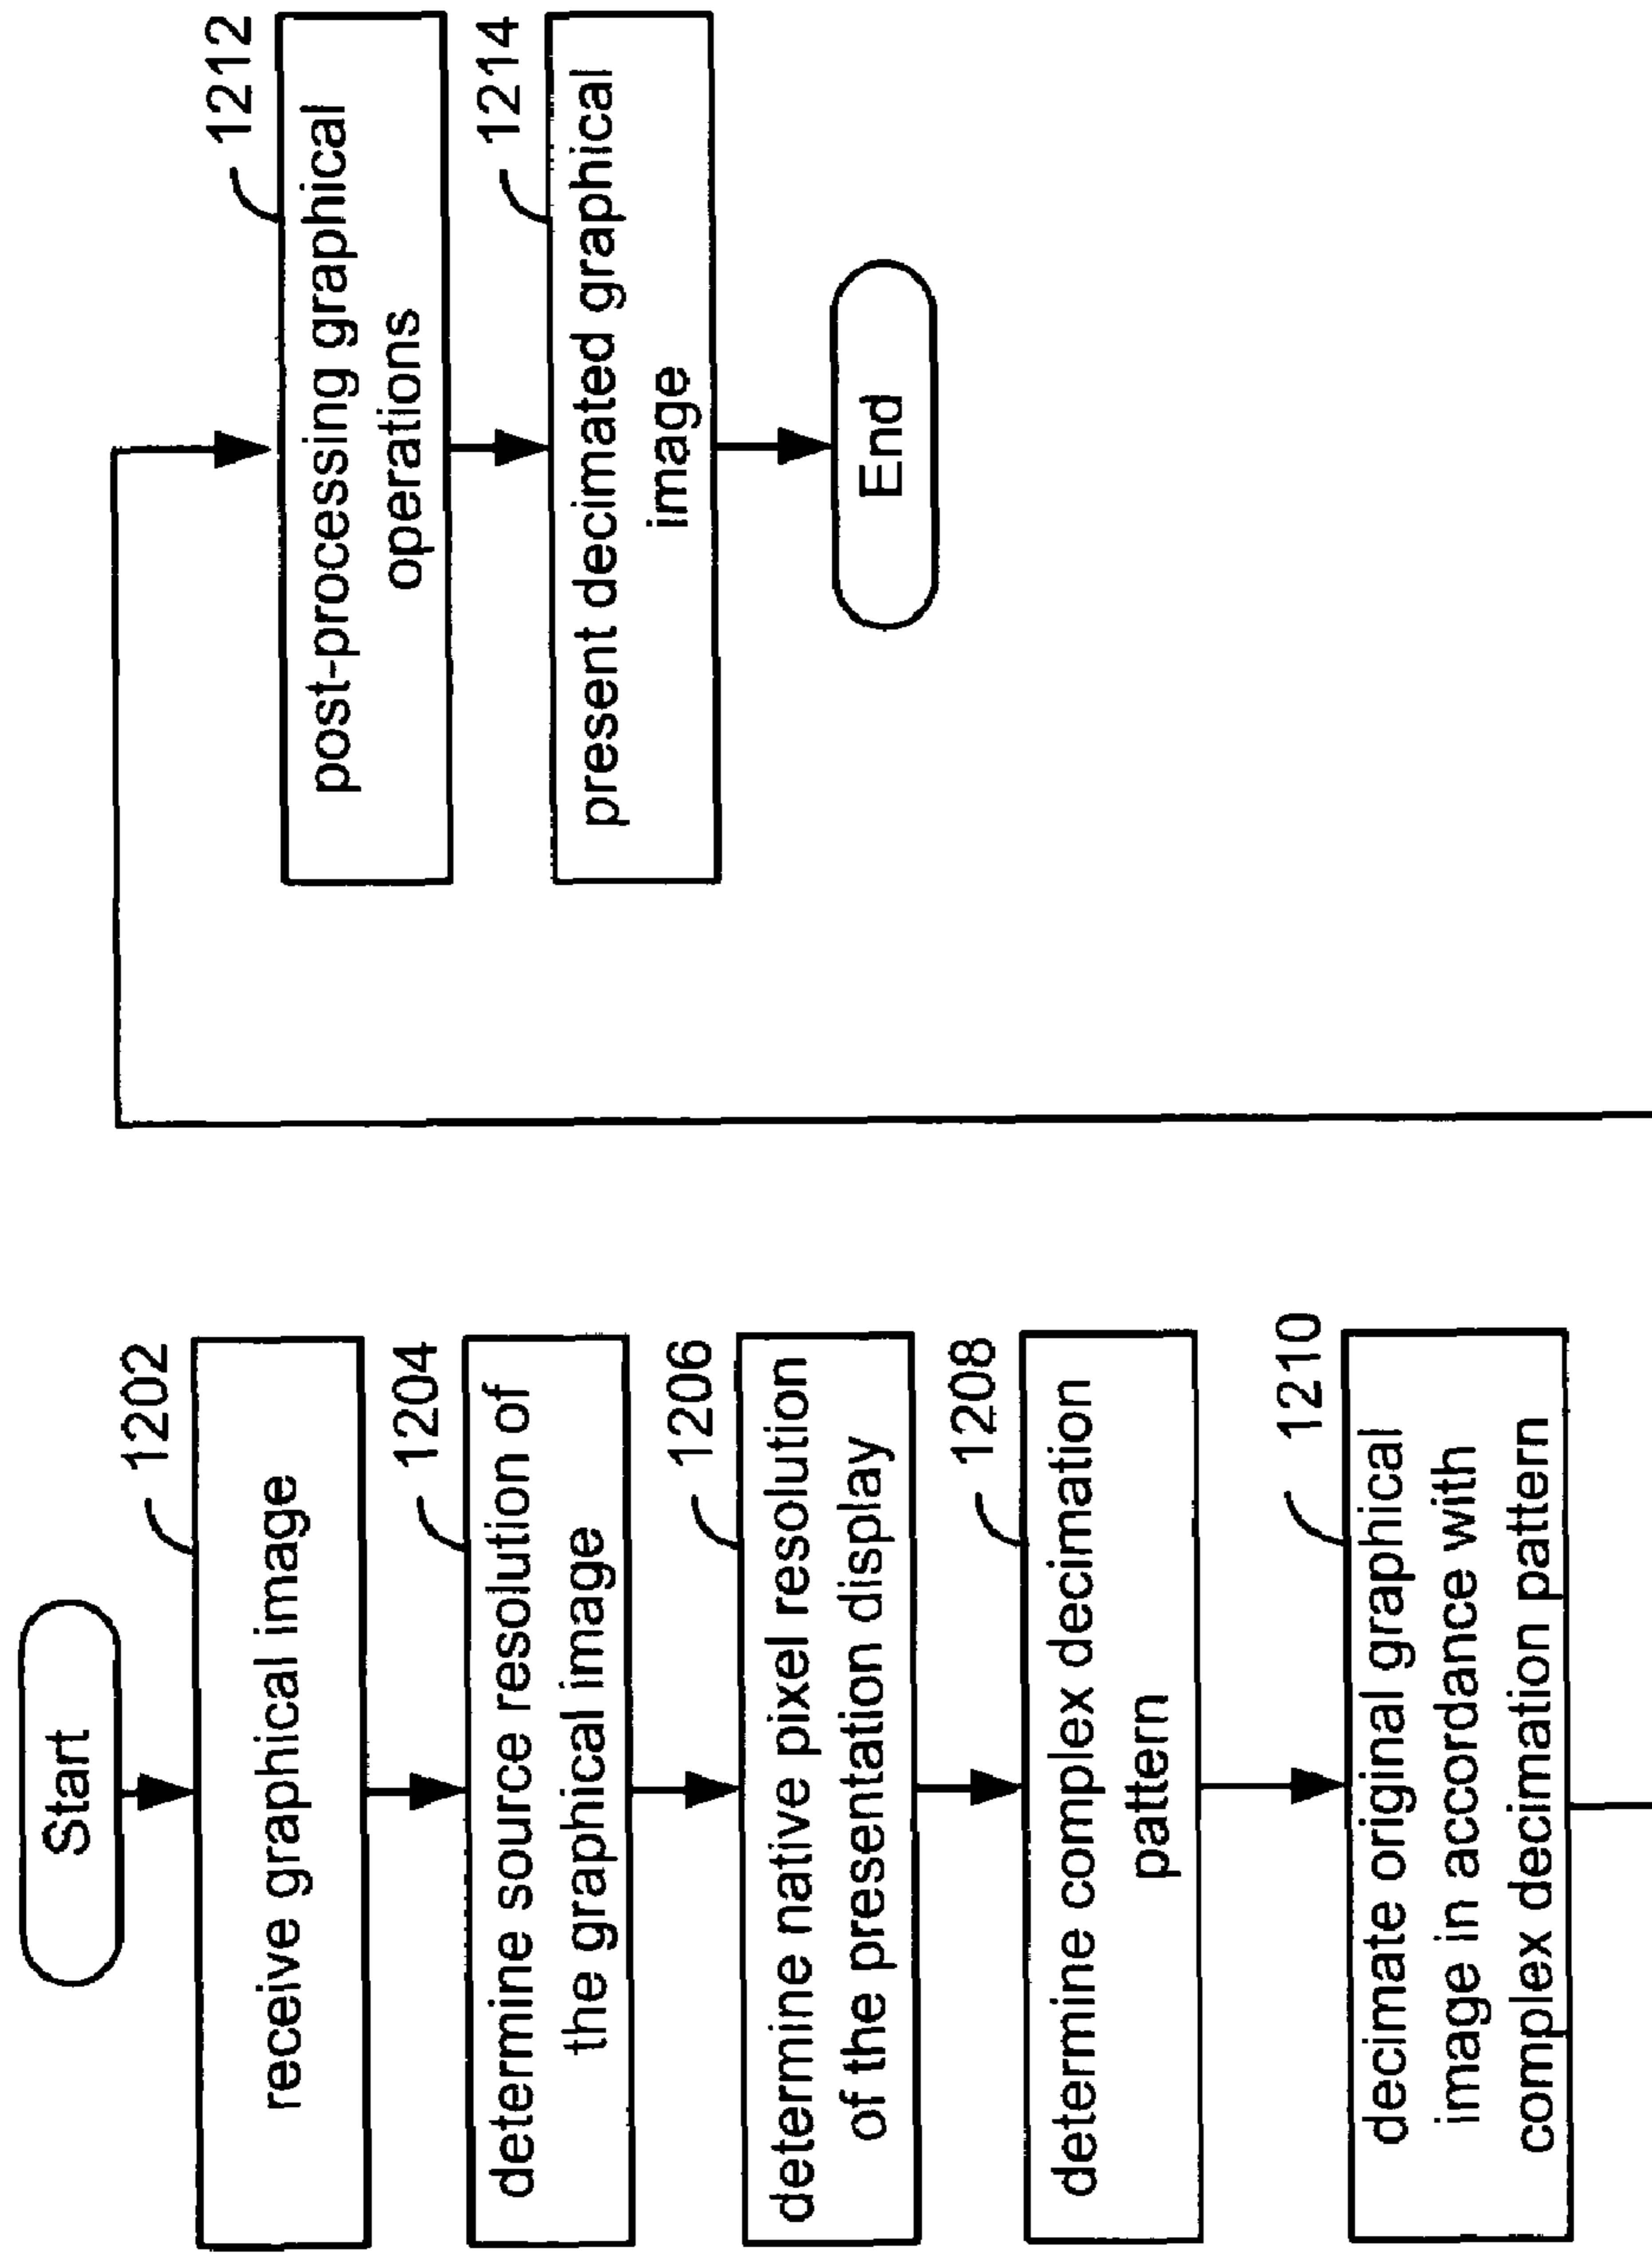 Start
1202
receive graphical image
1204
determine source resolution of
the graphical image
1206
determine native pixel resolution
of the presentation display
1208
determine complex decimation
pattern
1210
decimate original graphical
image in accordance with
complex decimation pattern
1212
post-processing graphical
operations
1214
present decimated graphical
image
End